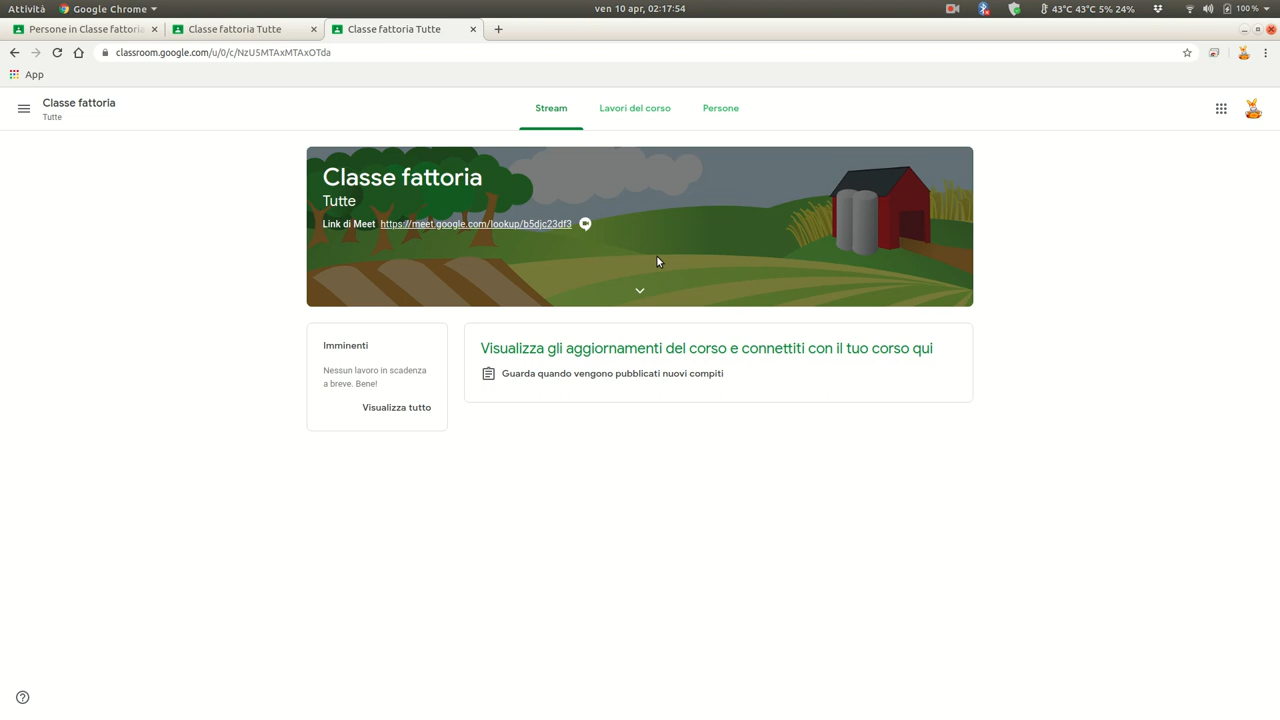 Attività
Google Chrome
ven 10 apr, 02:17:54
43°C 43°C 5% 24%
100 %
Persone in Classe fattoria
Classe fattoria Tutte
Classe fattoria Tutte
classroom.google.com/u/0/c/NzU5MTAxMTAxOTda
App
Classe fattoria
Tutte
Stream
Lavori del corso
Persone
Classe fattoria
Tutte
Link di Meet https://meet.google.com/lookup/b5djc23df3
Imminenti
Nessun lavoro in scadenza
a breve. Bene!
Visualizza tutto
Visualizza gli aggiornamenti del corso e connettiti con il tuo corso qui
Guarda quando vengono pubblicati nuovi compiti